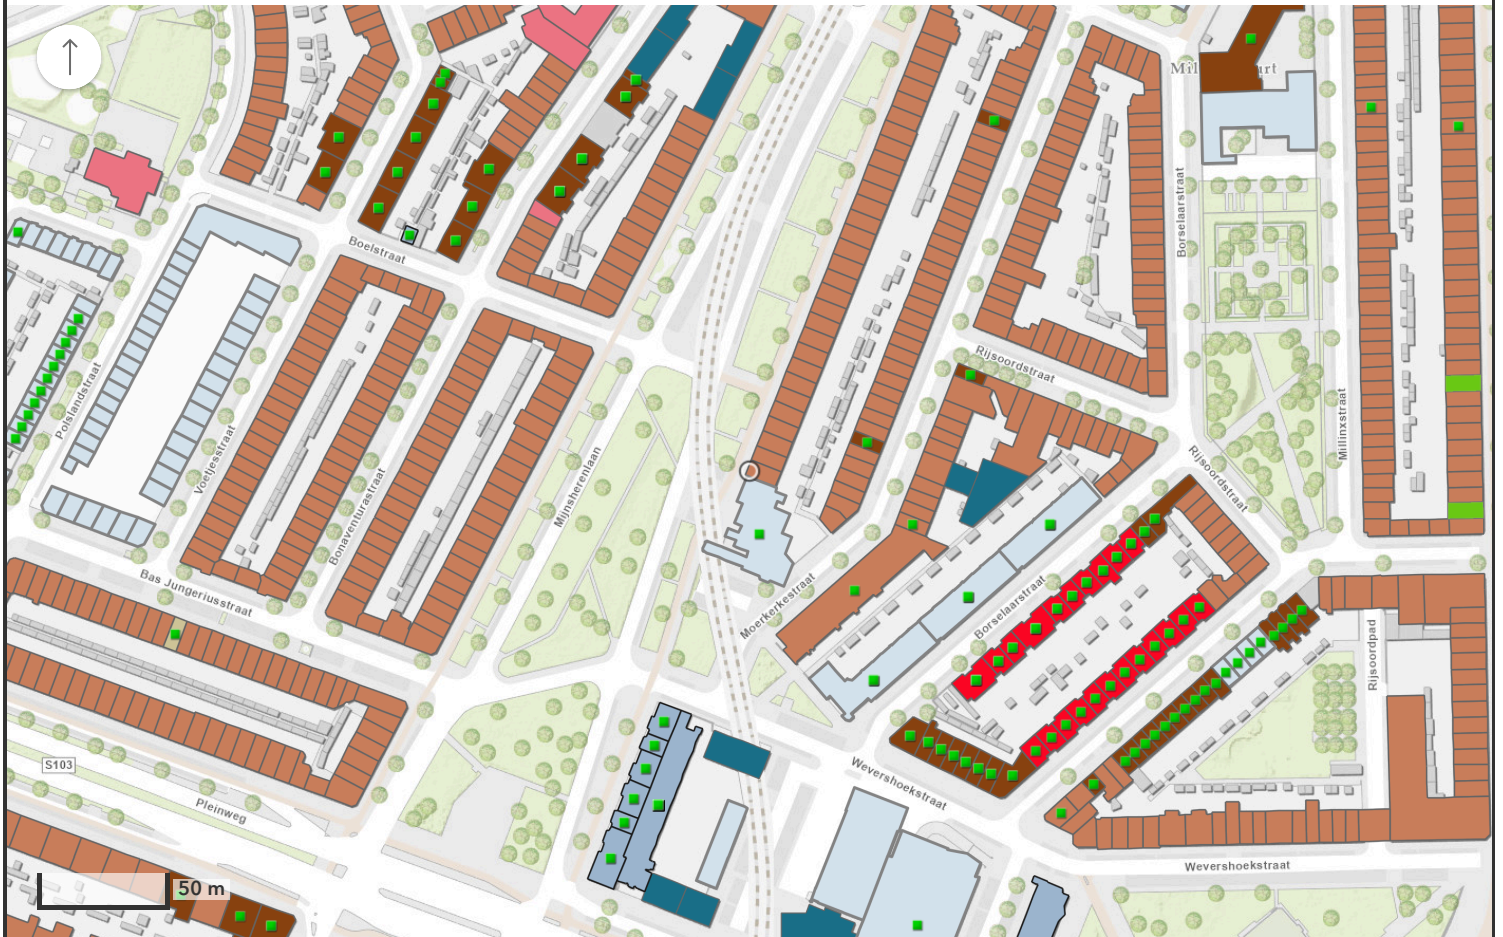 Boelstraat
Borselaarstraat
Rijsoordstraat
Polslandstraat
Millinxstraat
Voetjesstraat
Bonaventurastraat
Mijnsherenlaan
Rijsoordstraat
Bas Jungeriusstraat
Moerkerkestraat
Borselaarstraat
Rijsoordpad
S103
Pleinweg
Wevershoekstraat
Wevershoekstraat
50 m